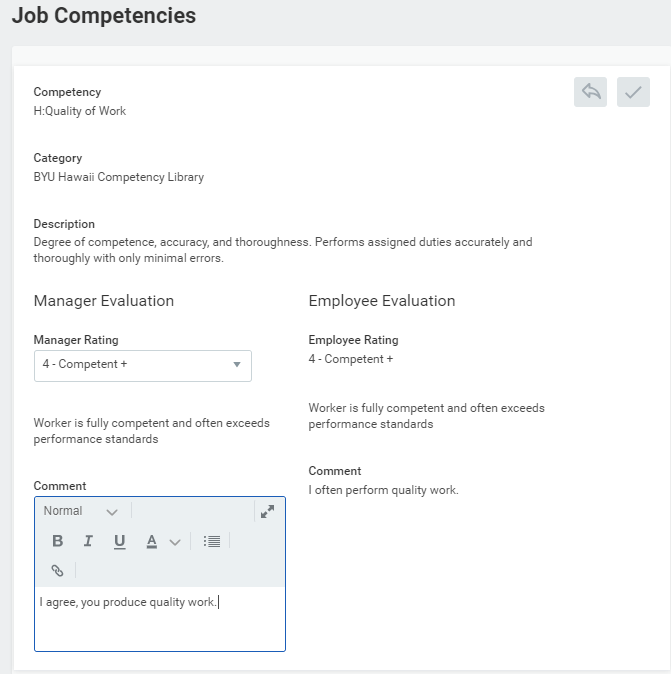 Job Competencies
Competency
H:Quality of Work
Category
BYU Hawaii Competency Library
Description
Degree of competence, accuracy, and thoroughness. Performs assigned duties accurately and
thoroughly with only minimal errors.
Manager Evaluation
Manager Rating
4 - Competent +
Worker is fully competent and often exceeds
performance standards
Comment
Normal
B I U A
I agree, you produce quality work.
Employee Evaluation
Employee Rating
4 - Competent +
Worker is fully competent and often exceeds
performance standards
Comment
I often perform quality work.